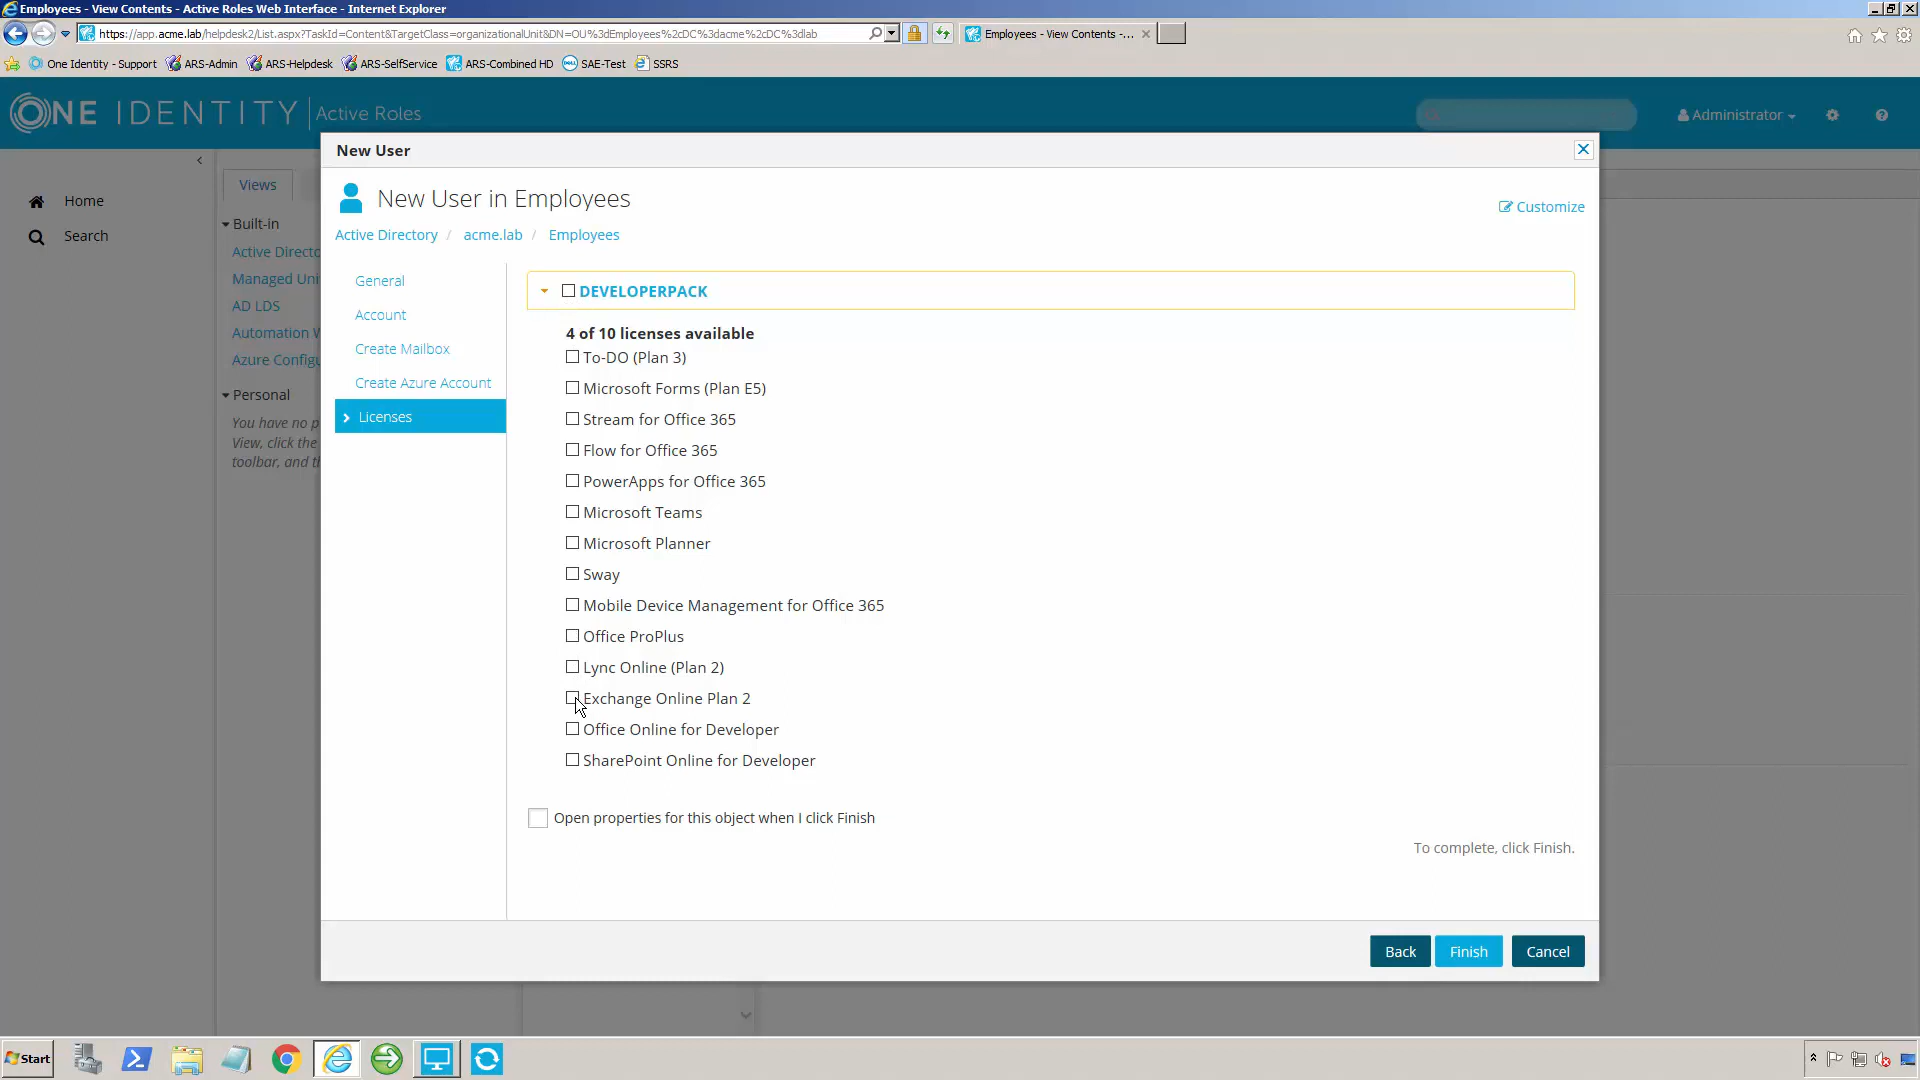 Employees - View Contents - Active Roles Web Interface - Internet Explorer
https://app.acme.lab/helpdesk2/List.aspx?TaskId=Content&TargetClass=organizationalUnit&DN=OU%3dEmployees%2cDC%3dacme%2cDC%3dlab
Employees - View Contents -...
One Identity - Support
ARS-Admin
ARS-Helpdesk
ARS-SelfService
ARS-Combined HD
SAE-Test
SSRS
ONE IDENTITY
Active Roles
Administrator
New User
Home
Search
Views
Built-in
Active Directo
Managed Uni
AD LDS
Automation W
Azure Configu
Personal
You have no p
View, click the
toolbar, and ti
New User in Employees
Customize
Active Directory / acme.lab / Employees
General
Account
Create Mailbox
Create Azure Account
Licenses
DEVELOPERPACK
4 of 10 licenses available
To-DO (Plan 3)
Microsoft Forms (Plan E5)
Stream for Office 365
Flow for Office 365
PowerApps for Office 365
Microsoft Teams
Microsoft Planner
Sway
Mobile Device Management for Office 365
Office ProPlus
Lync Online (Plan 2)
Exchange Online Plan 2
Office Online for Developer
SharePoint Online for Developer
Open properties for this object when I click Finish
To complete, click Finish.
Back
Finish
Cancel
Start